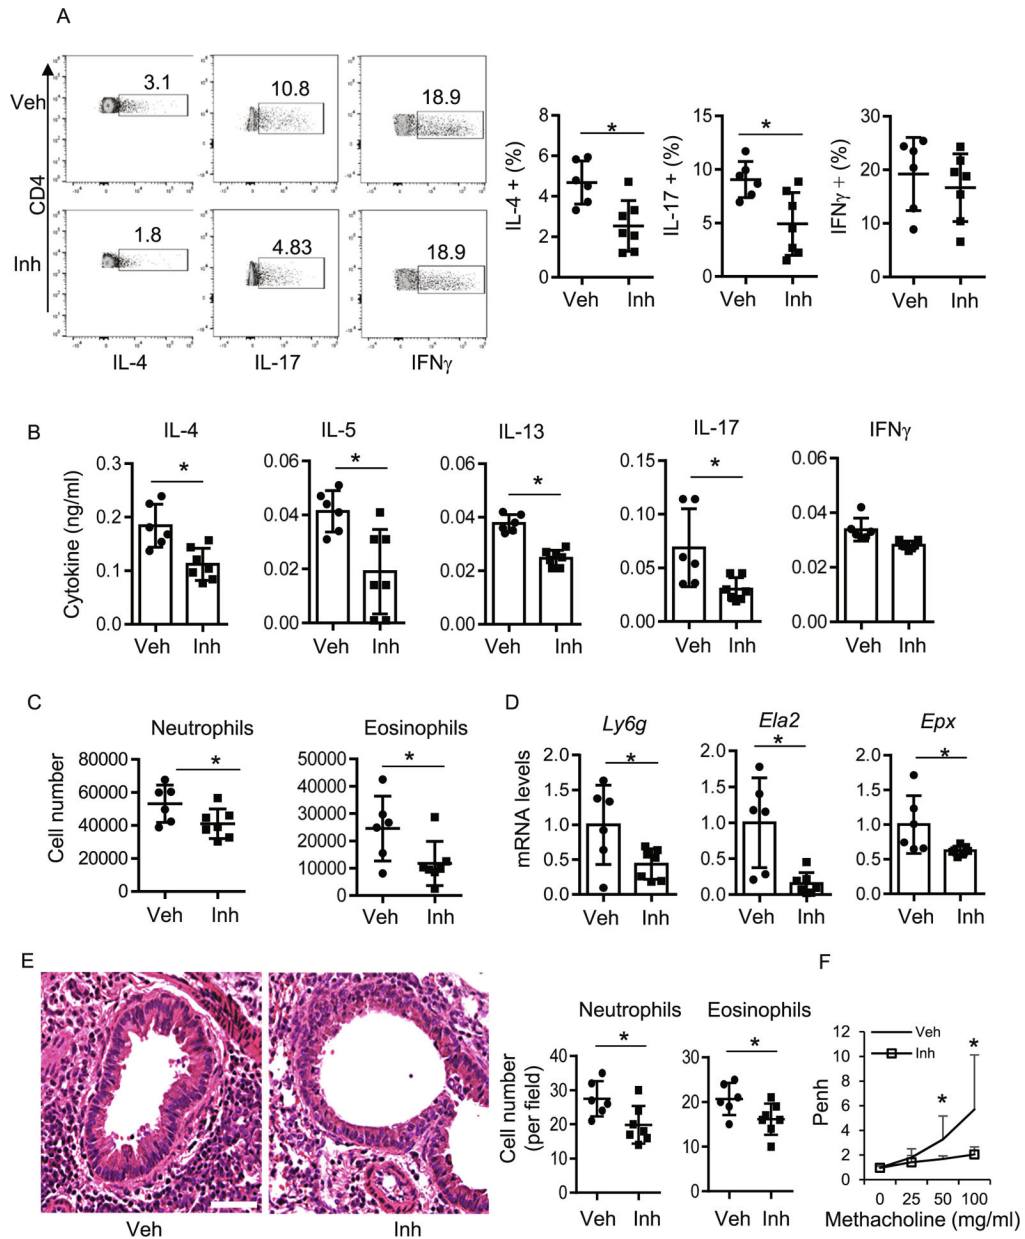 A
Veh
Inh
CD4
3.1
10.8
18.9
1.8
4.83
18.9
IL-4
IL-17
IFNγ
IL-4 + (%)
8
6
4
2
0
*
Veh Inh
IL-17 + (%)
15
10
5
0
*
Veh Inh
IFNγ + (%)
30
20
10
0
Veh Inh
B
Cytokine (ng/ml)
IL-4
0.3
0.2
0.1
0.0
*
Veh Inh
IL-5
0.06
0.04
0.02
0.00
*
Veh Inh
IL-13
0.06
0.04
0.02
0.00
*
Veh Inh
IL-17
0.15
0.10
0.05
0.00
*
Veh Inh
IFNγ
0.06
0.04
0.02
0.00
Veh Inh
C
Cell number
Neutrophils
80000
60000
40000
20000
0
*
Veh Inh
Eosinophils
50000
40000
30000
20000
10000
0
*
Veh Inh
D
mRNA levels
Ly6g
2.0
1.5
1.0
0.5
0.0
*
Veh Inh
Ela2
2.0
1.5
1.0
0.5
0.0
*
Veh Inh
Epx
2.0
1.5
1.0
0.5
0.0
*
Veh Inh
E
Veh
Inh
Cell number
(per field)
Neutrophils
40
30
20
10
0
*
Veh Inh
Eosinophils
30
20
10
0
*
Veh Inh
F
Penh
12
10
8
6
4
2
0
Veh
Inh
*
*
0 25 50 100
Methacholine (mg/ml)